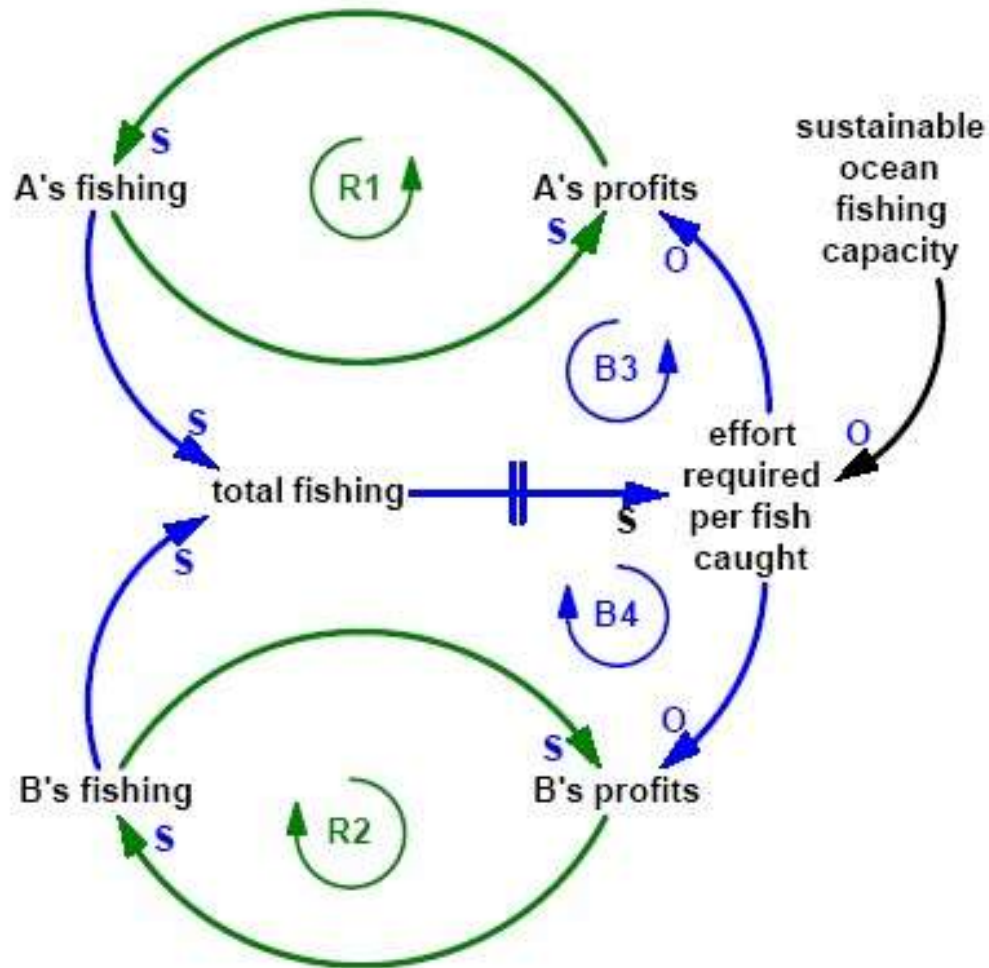 sustainable
ocean
fishing
capacity
S
A's fishing
R1
A's profits
S
O
B3
S
O
effort
required
per fish
caught
total fishing
S
S
B4
O
S
B's fishing
B's profits
S
R2